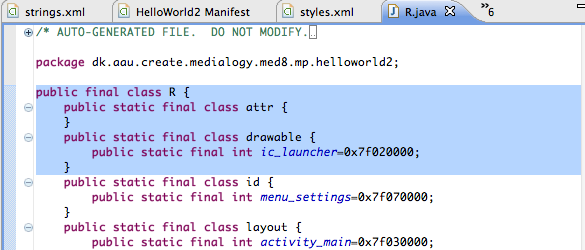 strings.xml HelloWorld2 Manifest styles.xml R.java »6
/* AUTO-GENERATED FILE.  DO NOT MODIFY.
package dk.aau.create.medialogy.med8.mp.helloworld2;
public final class R {
    public static final class attr {
    }
    public static final class drawable {
        public static final int ic_launcher=0x7f020000;
    }
    public static final class id {
        public static final int menu_settings=0x7f070000;
    }
    public static final class layout {
        public static final int activity_main=0x7f030000;